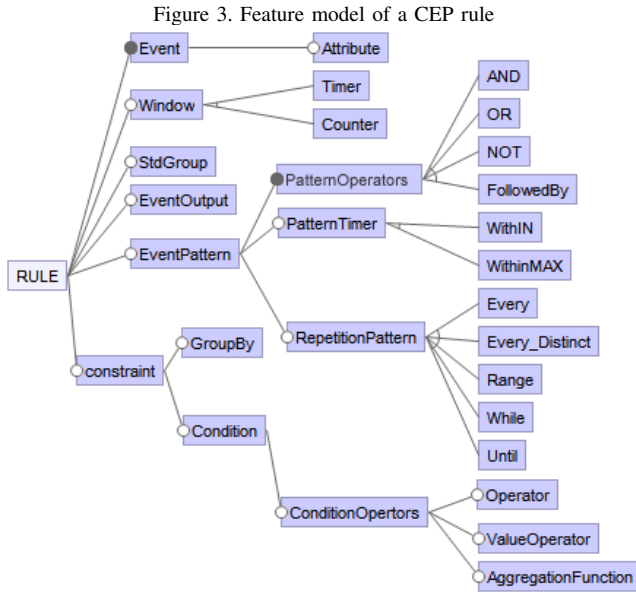 Figure 3. Feature model of a CEP rule
Event
Attribute
Window
Timer
Counter
StdGroup
EventOutput
EventPattern
PatternOperators
AND
OR
NOT
FollowedBy
PatternTimer
WithIN
WithinMAX
RULE
RepetitionPattern
Every
Every_Distinct
Range
While
Until
constraint
GroupBy
Condition
ConditionOpertors
Operator
ValueOperator
AggregationFunction